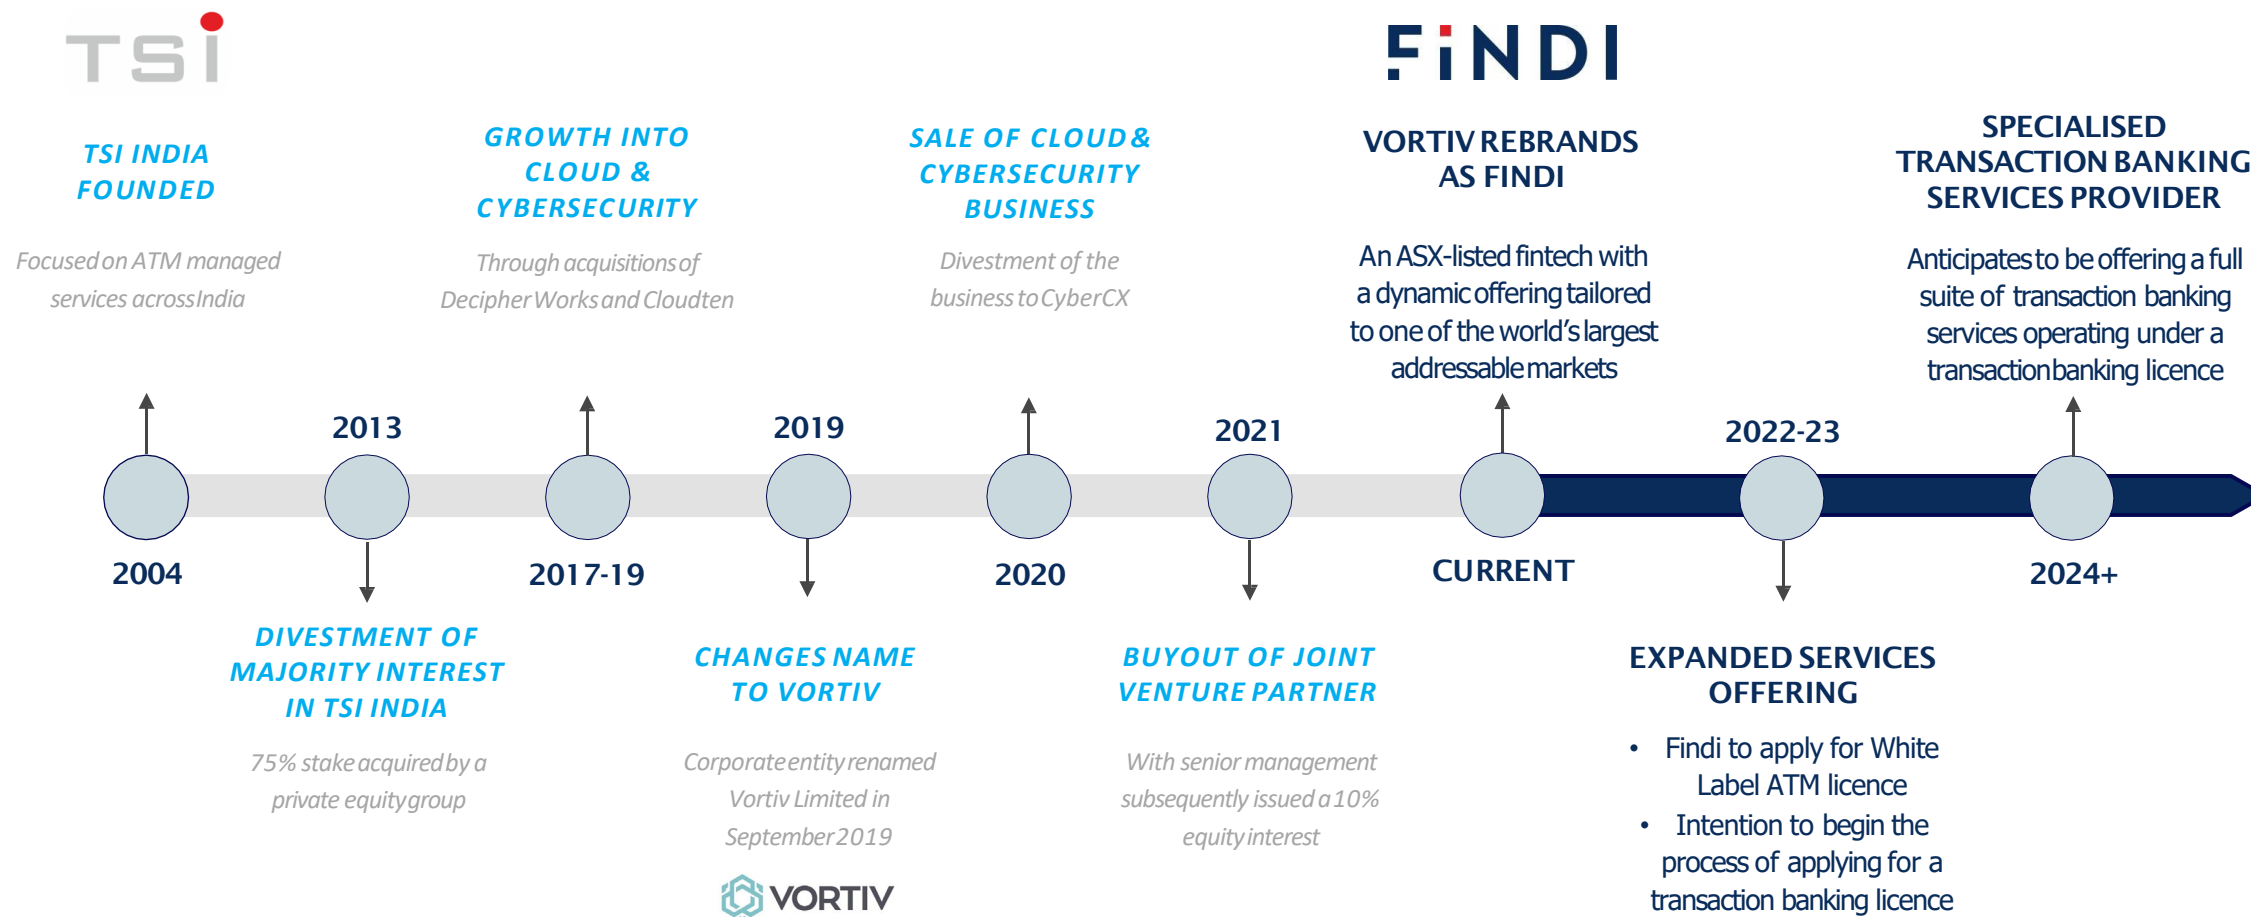 TSi
FiNDI
TSI INDIA
FOUNDED
Focused on ATM managed
services across India
GROWTH INTO
CLOUD &
CYBERSECURITY
Through acquisitions of
Decipher Works and Cloudten
SALE OF CLOUD &
CYBERSECURITY
BUSINESS
Divestment of the
business to CyberCX
VORTIV REBRANDS
AS FINDI
An ASX-listed fintech with
a dynamic offering tailored
to one of the world's largest
addressable markets
SPECIALISED
TRANSACTION BANKING
SERVICES PROVIDER
Anticipates to be offering a full
suite of transaction banking
services operating under a
transaction banking licence
2013
2019
2021
2022-23
2004
2017-19
2020
CURRENT
2024+
DIVESTMENT OF
MAJORITY INTEREST
IN TSI INDIA
75% stake acquired by a
private equity group
CHANGES NAME
TO VORTIV
Corporate entity renamed
Vortiv Limited in
September 2019
VORTIV
BUYOUT OF JOINT
VENTURE PARTNER
With senior management
subsequently issued a 10%
equity interest
EXPANDED SERVICES
OFFERING
• Findi to apply for White
Label ATM licence
• Intention to begin the
process of applying for a
transaction banking licence